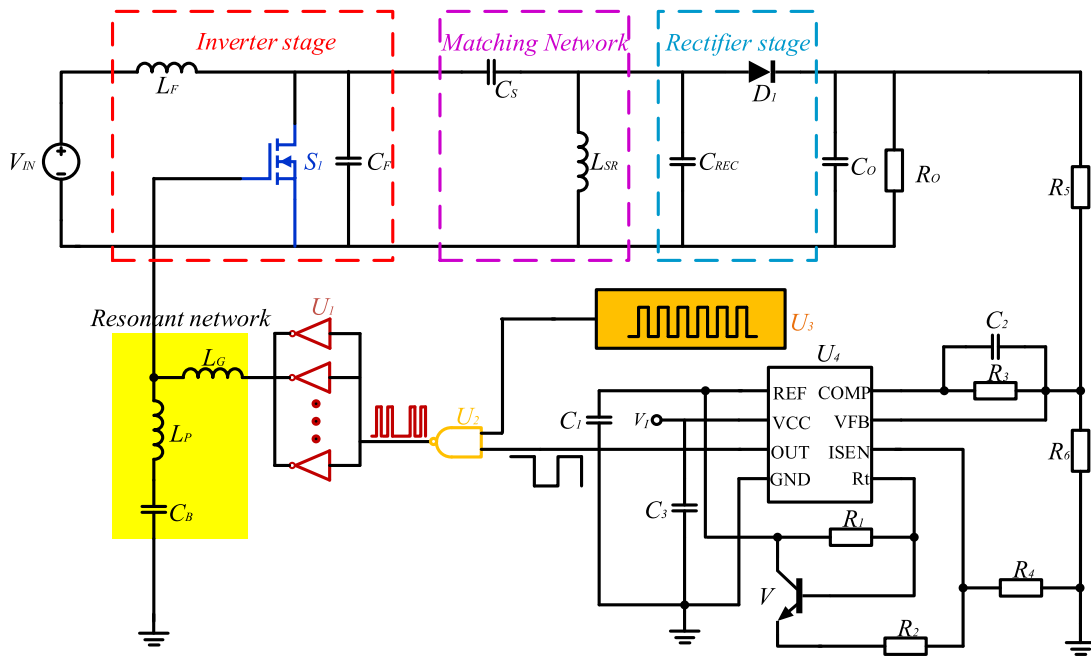 Inverter stage
Matching Network
Rectifier stage
LF
CS
D1
VIN
S1
CF
LSR
CREC
CO
RO
R5
Resonant network
U1
U3
LG
C2
U4
R3
REF
COMP
C1
V1
VCC
VFB
U2
LP
OUT
ISEN
R6
GND
Rt
CB
C3
R1
R4
V
R2